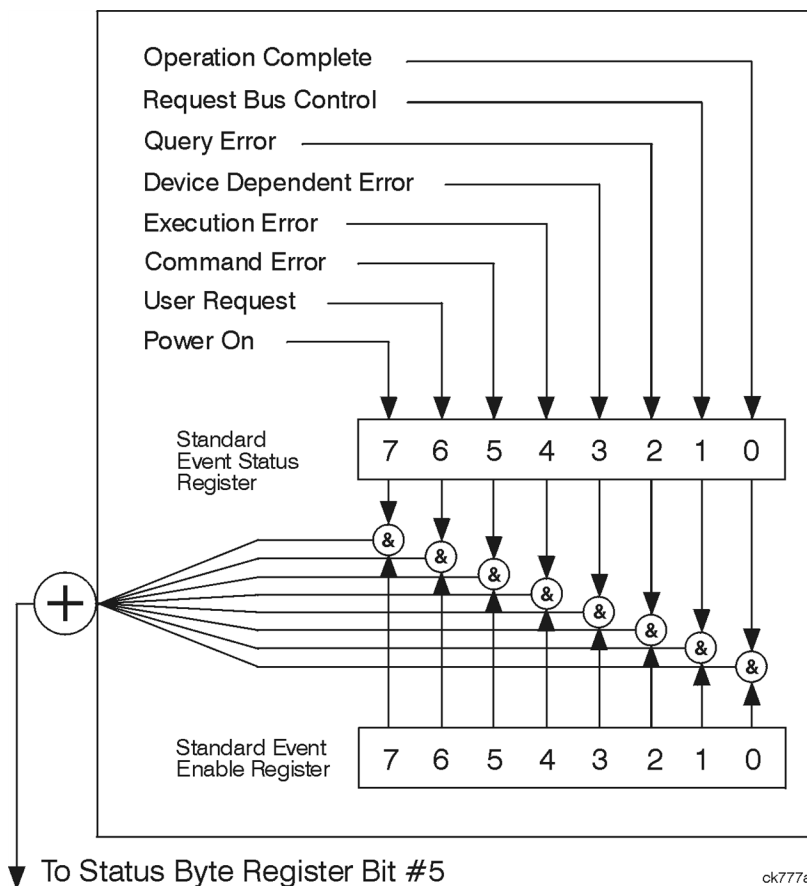 Operation Complete
Request Bus Control
Query Error
Device Dependent Error
Execution Error
Command Error
User Request
Power On
Standard
Event Status
Register
7 6 5 4 3 2 1 0
&
&
&
&
&
&
&
&
+
Standard Event
Enable Register
7 6 5 4 3 2 1 0
To Status Byte Register Bit #5
ck777a